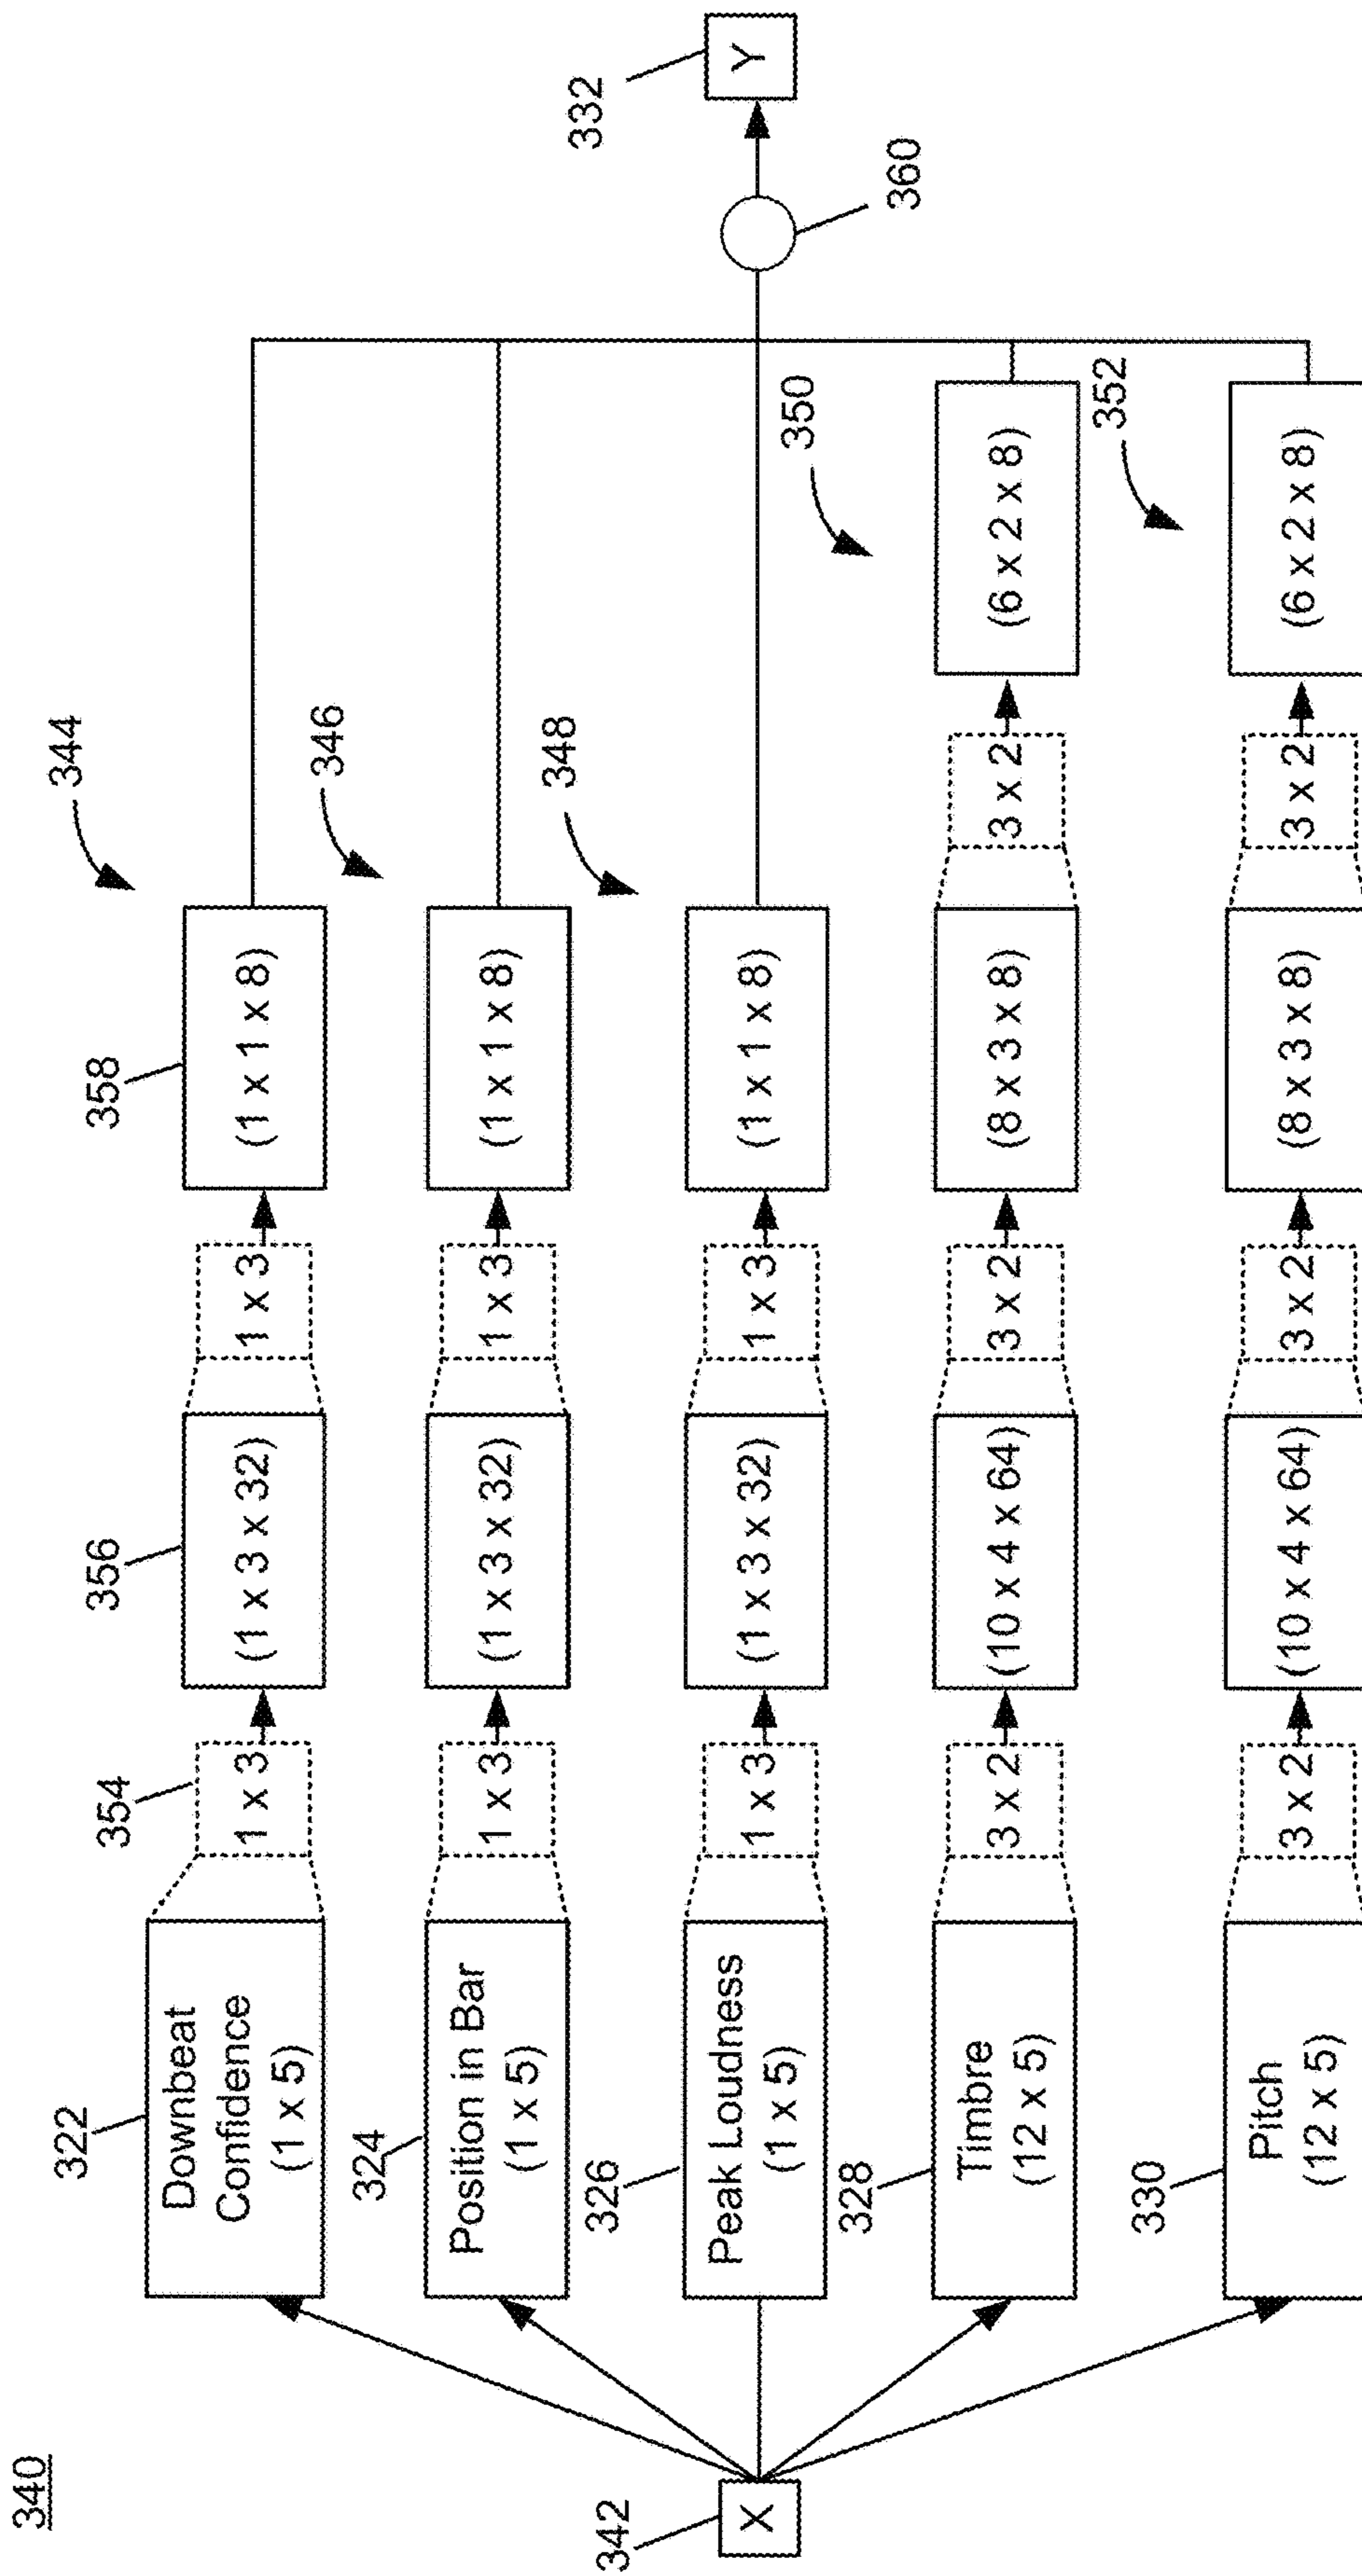 340
342
X
322
Downbeat
Confidence
(1 x 5)
354
1 x 3
356
(1 x 3 x 32)
1 x 3
358
(1 x 1 x 8)
344
324
Position in Bar
(1 x 5)
1 x 3
(1 x 3 x 32)
1 x 3
(1 x 1 x 8)
346
326
Peak Loudness
(1 x 5)
1 x 3
(1 x 3 x 32)
1 x 3
(1 x 1 x 8)
348
328
Timbre
(12 x 5)
3 x 2
(10 x 4 x 64)
3 x 2
(8 x 3 x 8)
3 x 2
(6 x 2 x 8)
350
330
Pitch
(12 x 5)
3 x 2
(10 x 4 x 64)
3 x 2
(8 x 3 x 8)
3 x 2
(6 x 2 x 8)
352
360
332
Y